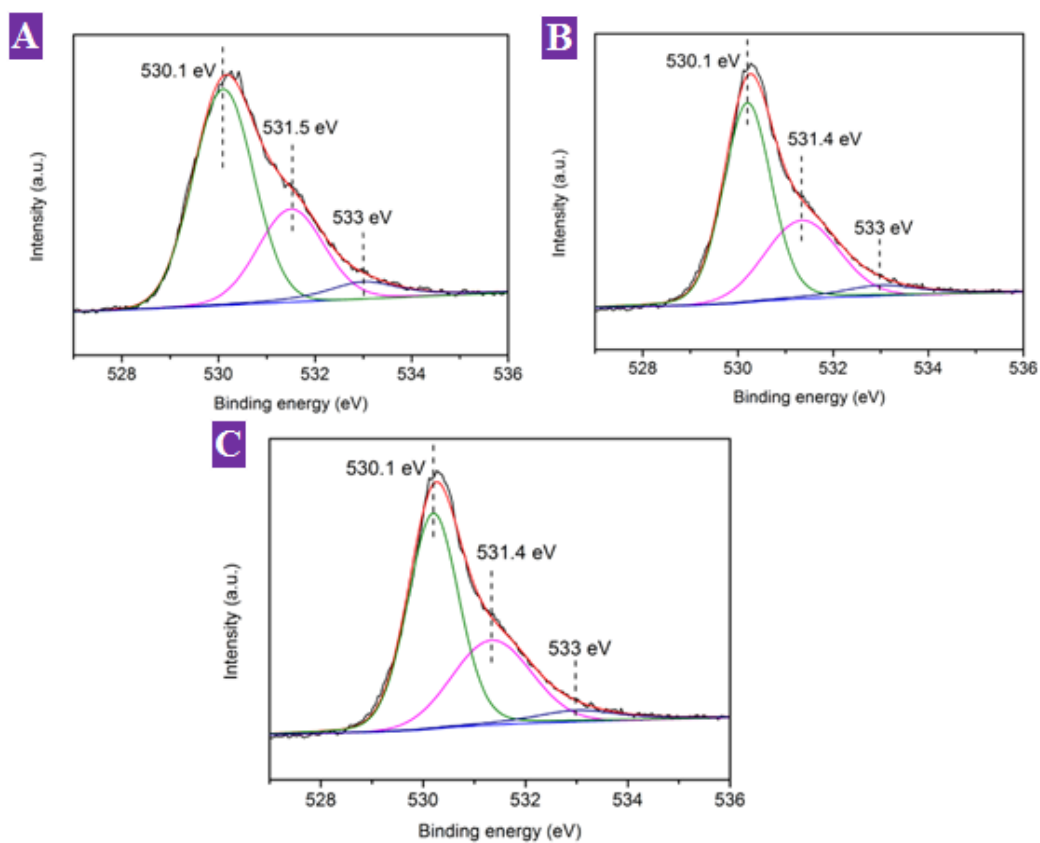 A
530.1 eV
531.5 eV
533 eV
Intensity (a.u.)
528 530 532 534 536
Binding energy (eV)
B
530.1 eV
531.4 eV
533 eV
Intensity (a.u.)
528 530 532 534 536
Binding energy (eV)
C
530.1 eV
531.4 eV
533 eV
Intensity (a.u.)
528 530 532 534 536
Binding energy (eV)